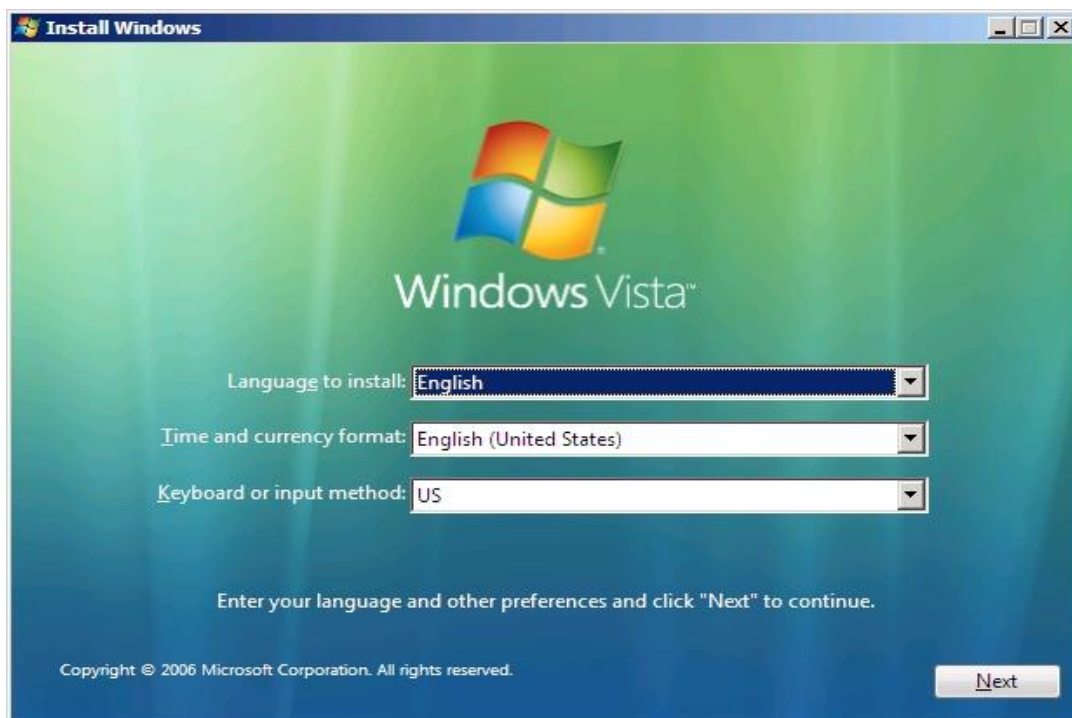 Install Windows
Windows Vista™
Language to install: English
Time and currency format: English (United States)
Keyboard or input method: US
Enter your language and other preferences and click "Next" to continue.
Copyright © 2006 Microsoft Corporation. All rights reserved.
Next